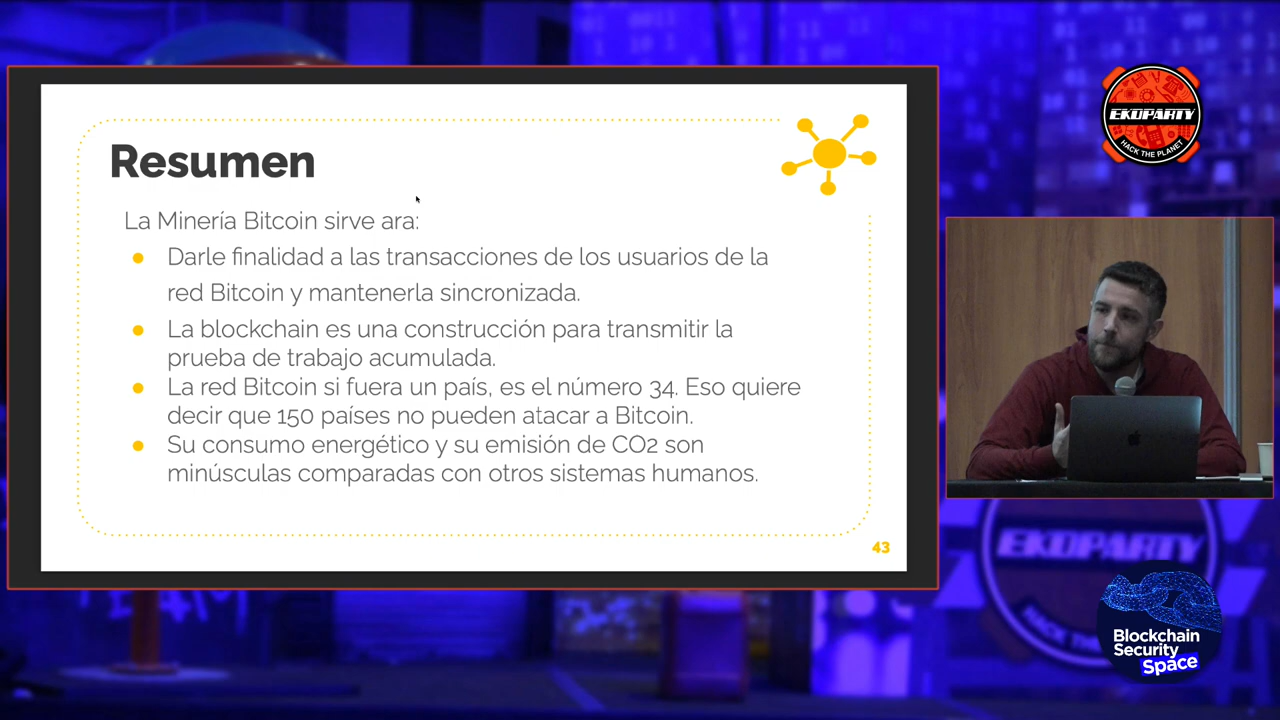 Resumen
La Minería Bitcoin sirve ara:
● Darle finalidad a las transacciones de los usuarios de la
red Bitcoin y mantenerla sincronizada.
● La blockchain es una construcción para transmitir la
prueba de trabajo acumulada.
● La red Bitcoin si fuera un país, es el número 34. Eso quiere
decir que 150 países no pueden atacar a Bitcoin.
● Su consumo energético y su emisión de CO2 son
minúsculas comparadas con otros sistemas humanos.
43
EKOPARTY
HACK THE PLANET
EKOPARTY
HACK THE
Blockchain
Security
Space